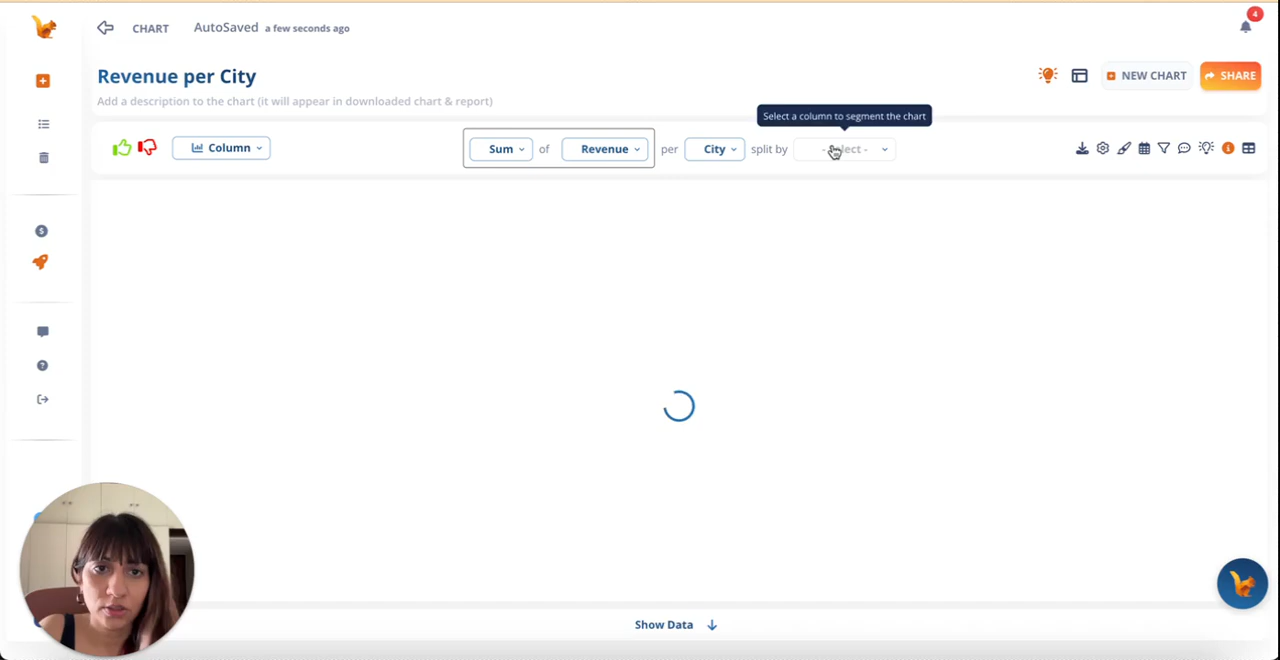 CHART AutoSaved a few seconds ago 4
Revenue per City
NEW CHART SHARE
Add a description to the chart (it will appear in downloaded chart & report)
Select a column to segment the chart
Column Sum of Revenue per City split by
Show Data